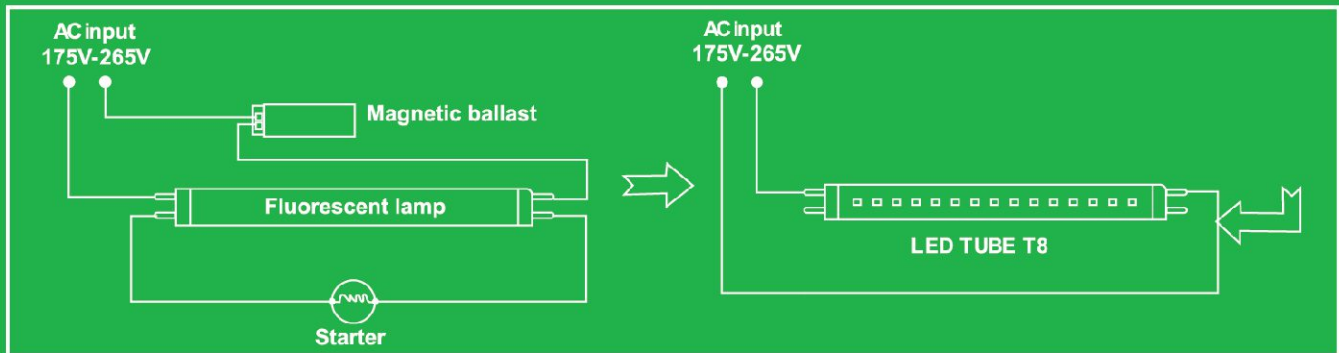 AC input
175V-265V
Magnetic ballast
Fluorescent lamp
Starter
AC input
175V-265V
LED TUBE T8